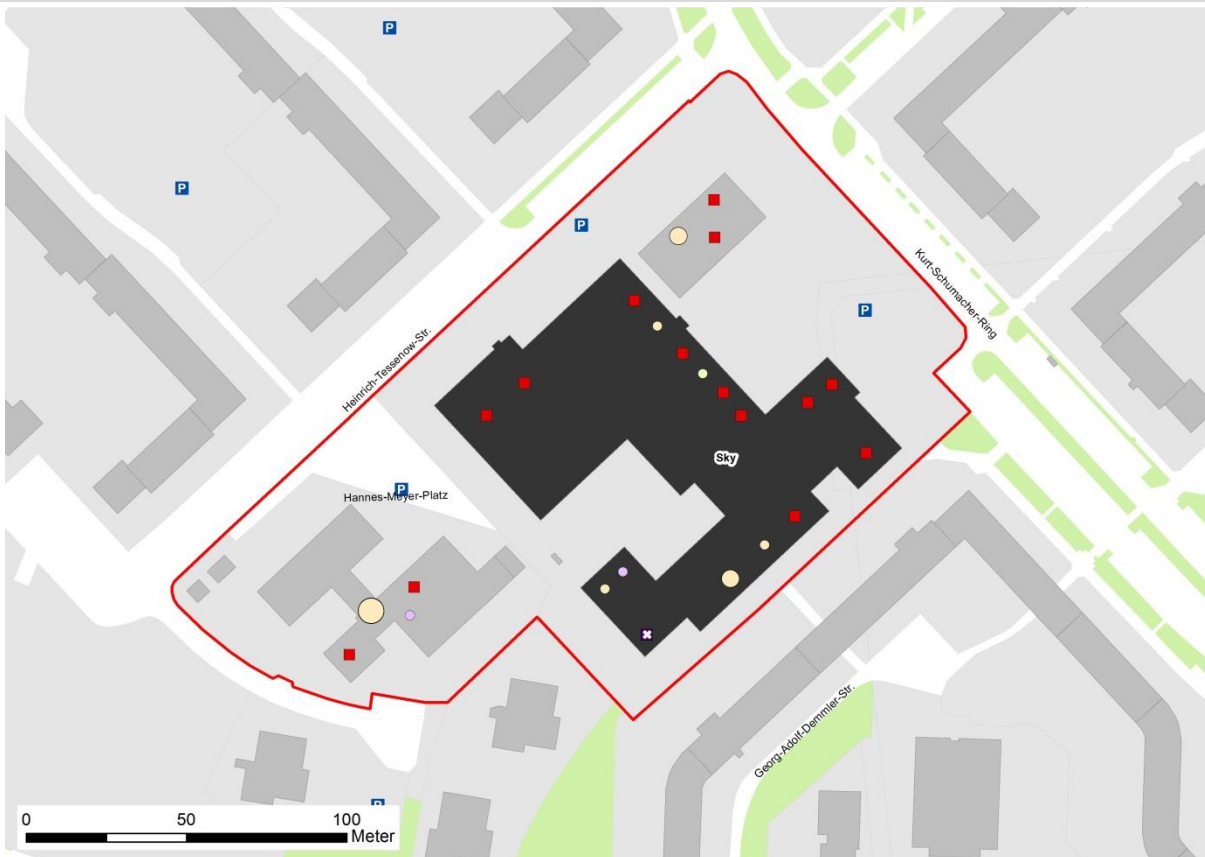 P
P
P
Kurt-Schumacher-Ring
P
Heinrich-Tessenow-Str.
Sky
P
Hannes-Meyer-Platz
Georg-Adolf-Demmler-Str.
P
0 50 100
Meter